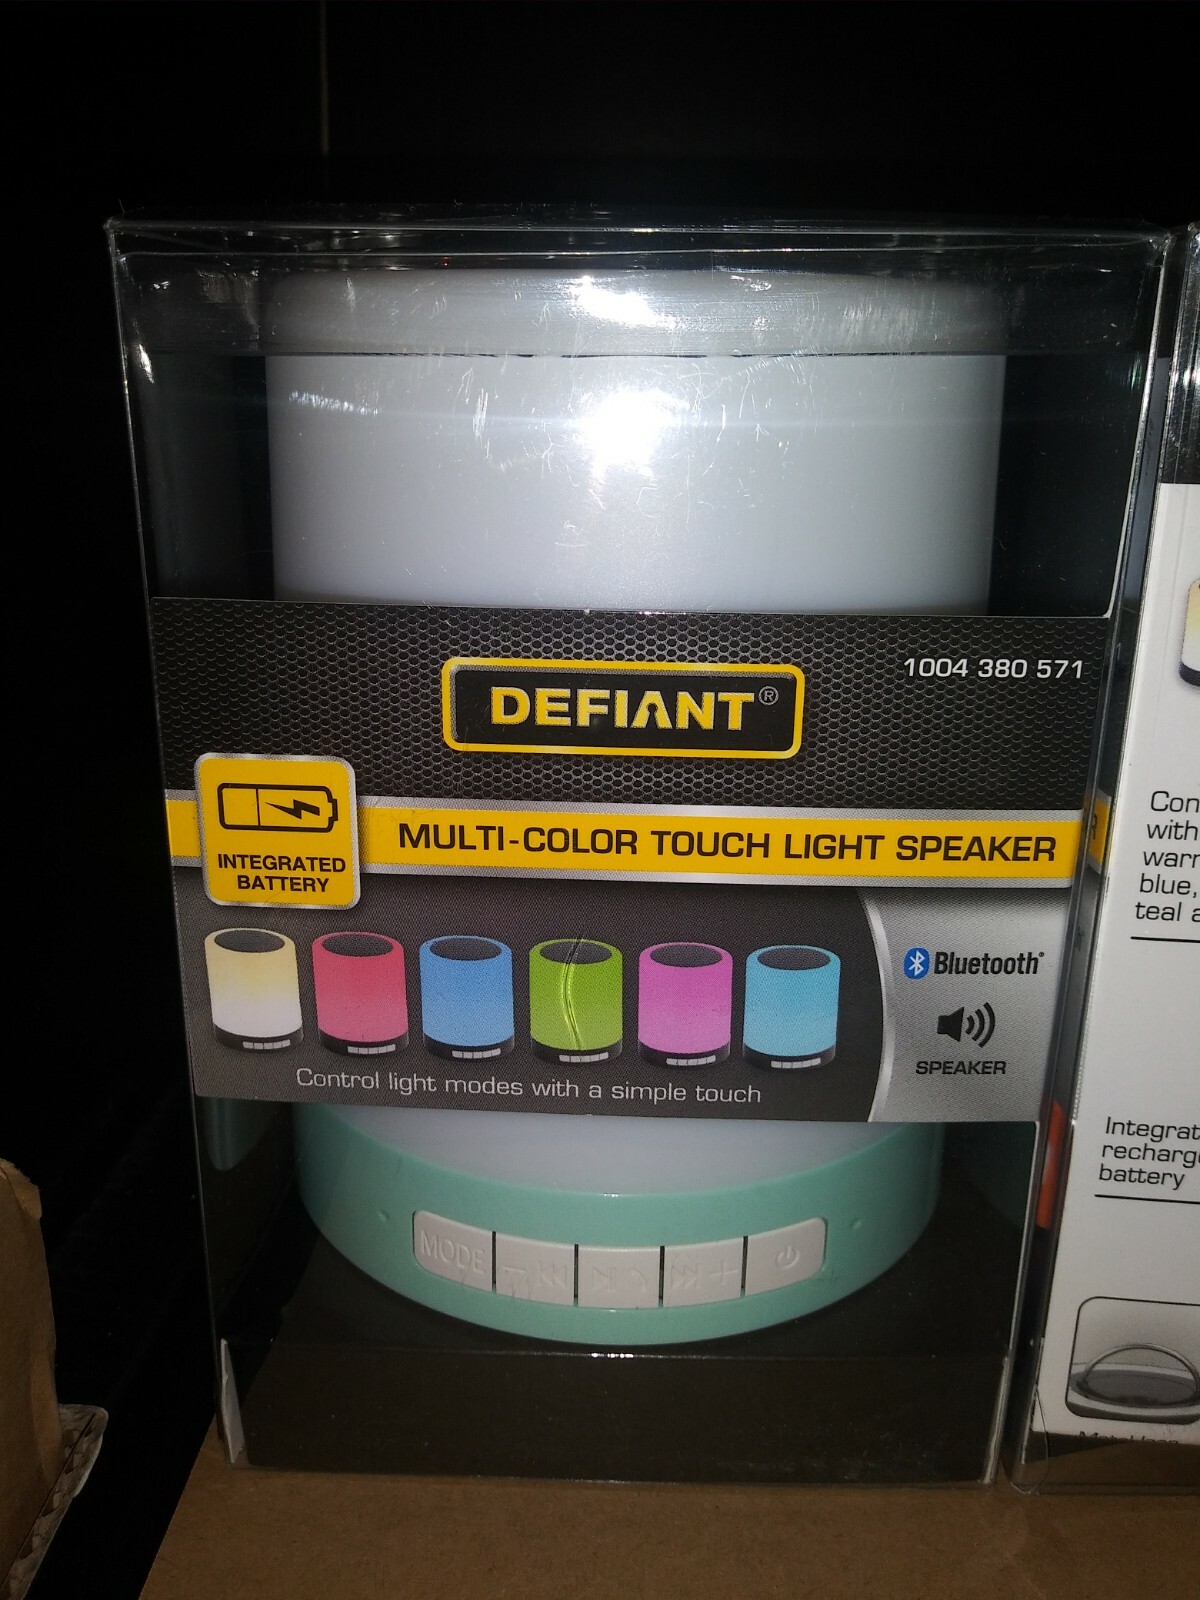 1004 380 571
DEFIANT®
INTEGRATED
BATTERY
MULTI-COLOR TOUCH LIGHT SPEAKER
Bluetooth®
SPEAKER
Control light modes with a simple touch
MODE
Con
with
warm
blue,
teal a
Integrat
recharg
battery